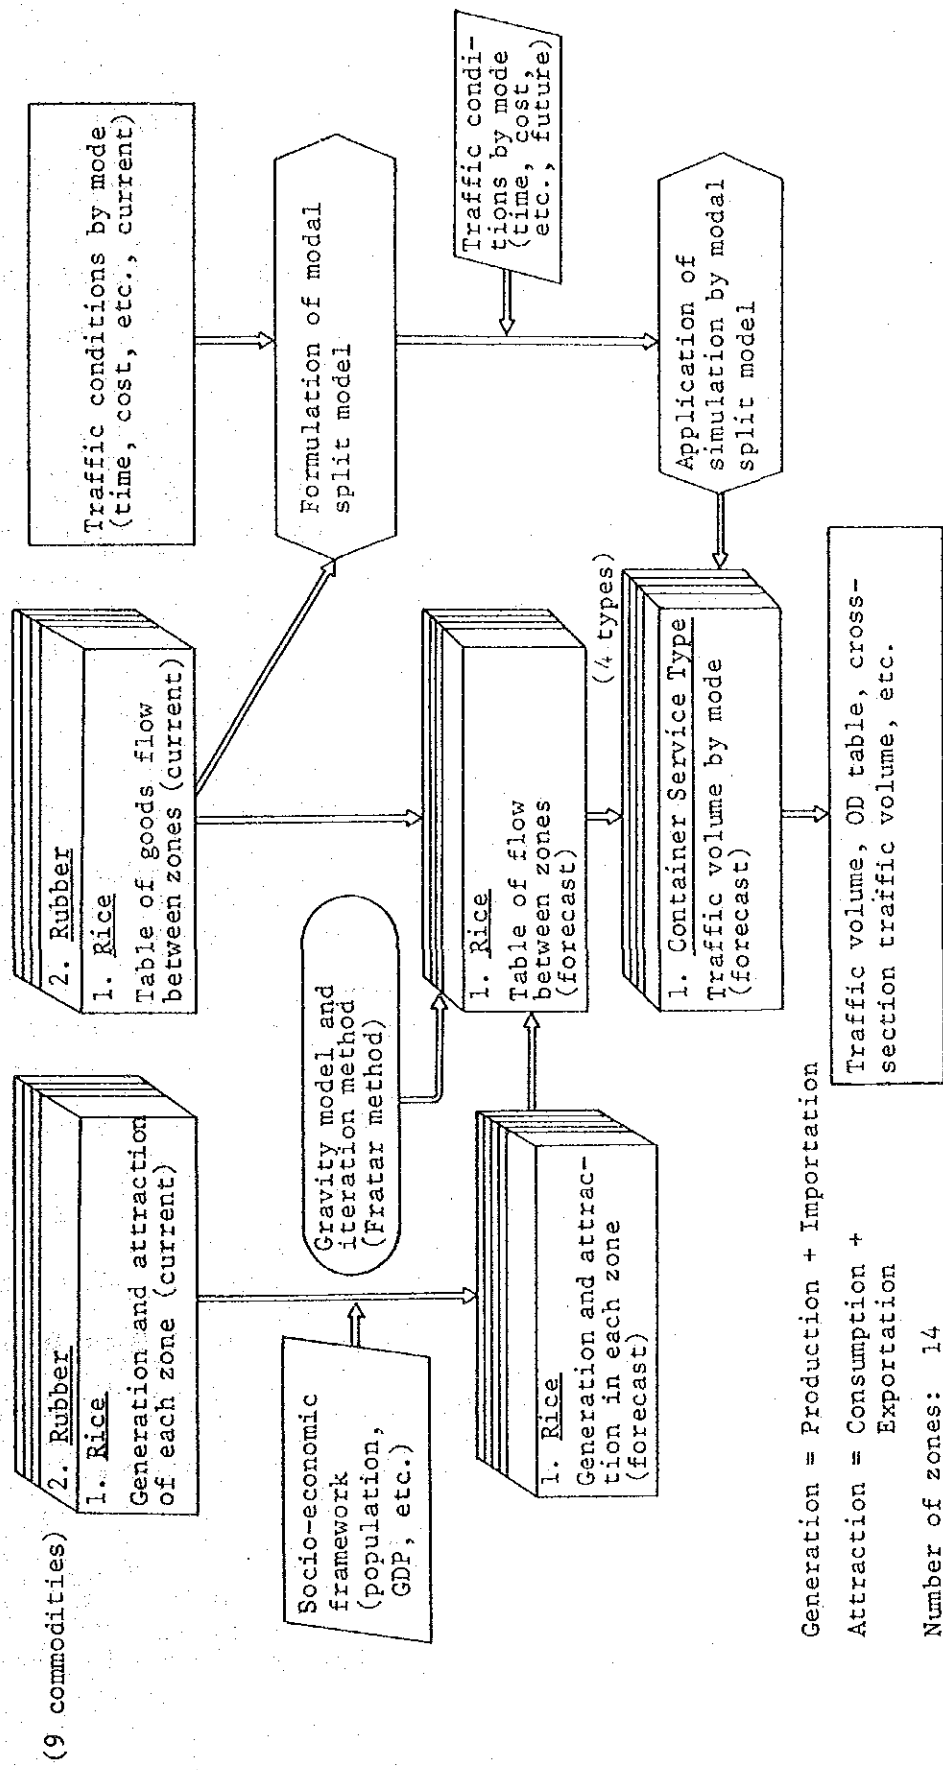 (9 commodities)
2. Rubber
1. Rice
Generation and attraction
of each zone (current)
2. Rubber
1. Rice
Table of goods flow
between zones (current)
Traffic conditions by mode
(time, cost, etc., current)
Socio-economic
framework
(population,
GDP, etc.)
Gravity model and
iteration method
(Fratar method)
Formulation of modal
split model
1. Rice
Generation and attrac-
tion in each zone
(forecast)
1. Rice
Table of flow
between zones
(forecast)
Traffic condi-
tions by mode
(time, cost,
etc., future)
(4 types)
1. Container Service Type
Traffic volume by mode
(forecast)
Application of
simulation by modal
split model
Traffic volume, OD table, cross-
section traffic volume, etc.
Generation = Production + Importation
Attraction = Consumption +
Exportation
Number of zones: 14